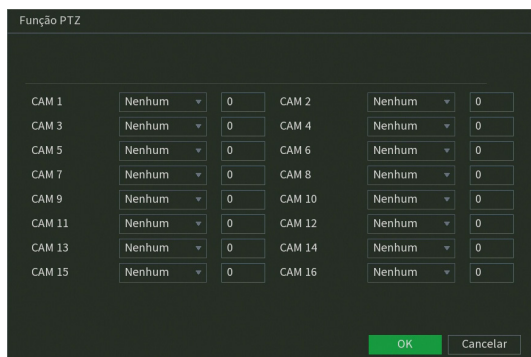 Função PTZ
CAM 1 Nenhum 0 CAM 2 Nenhum 0
CAM 3 Nenhum 0 CAM 4 Nenhum 0
CAM 5 Nenhum 0 CAM 6 Nenhum 0
CAM 7 Nenhum 0 CAM 8 Nenhum 0
CAM 9 Nenhum 0 CAM 10 Nenhum 0
CAM 11 Nenhum 0 CAM 12 Nenhum 0
CAM 13 Nenhum 0 CAM 14 Nenhum 0
CAM 15 Nenhum 0 CAM 16 Nenhum 0
OK Cancelar